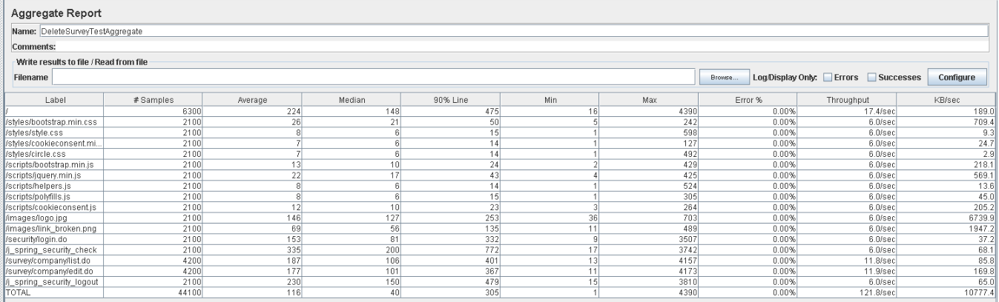 Aggregate Report
Name: DeleteSurveyTestAggregate
Comments:
Write results to file / Read from file
Filename Browse... Log/Display Only: Errors Successes Configure
Label # Samples Average Median 90% Line Min Max Error % Throughput KB/sec
/ 6300 224 148 475 16 4390 0.00% 17.4/sec 189.0
/styles/bootstrap.min.css 2100 26 21 50 5 242 0.00% 6.0/sec 709.4
/styles/style.css 2100 8 6 15 1 598 0.00% 6.0/sec 9.3
/styles/cookieconsent.mi... 2100 7 6 14 1 127 0.00% 6.0/sec 24.7
/styles/circle.css 2100 7 6 14 1 492 0.00% 6.0/sec 2.9
/scripts/bootstrap.min.js 2100 13 10 24 2 429 0.00% 6.0/sec 218.1
/scripts/jquery.min.js 2100 22 17 43 4 425 0.00% 6.0/sec 569.1
/scripts/helpers.js 2100 8 6 14 1 524 0.00% 6.0/sec 13.6
/scripts/polyfills.js 2100 8 6 15 1 305 0.00% 6.0/sec 45.0
/scripts/cookieconsent.js 2100 12 10 23 3 264 0.00% 6.0/sec 205.2
/images/logo.jpg 2100 146 127 253 36 703 0.00% 6.0/sec 6739.9
/images/link_broken.png 2100 69 56 135 11 489 0.00% 6.0/sec 1947.2
/security/login.do 2100 153 81 332 9 3507 0.00% 6.0/sec 37.2
/j_spring_security_check 2100 335 200 772 17 3742 0.00% 6.0/sec 68.1
/survey/company/list.do 4200 187 106 401 13 4157 0.00% 11.8/sec 85.8
/survey/company/edit.do 4200 177 101 367 11 4173 0.00% 11.9/sec 169.8
/j_spring_security_logout 2100 230 150 479 15 3810 0.00% 6.0/sec 65.0
TOTAL 44100 116 40 305 1 4390 0.00% 121.8/sec 10777.4